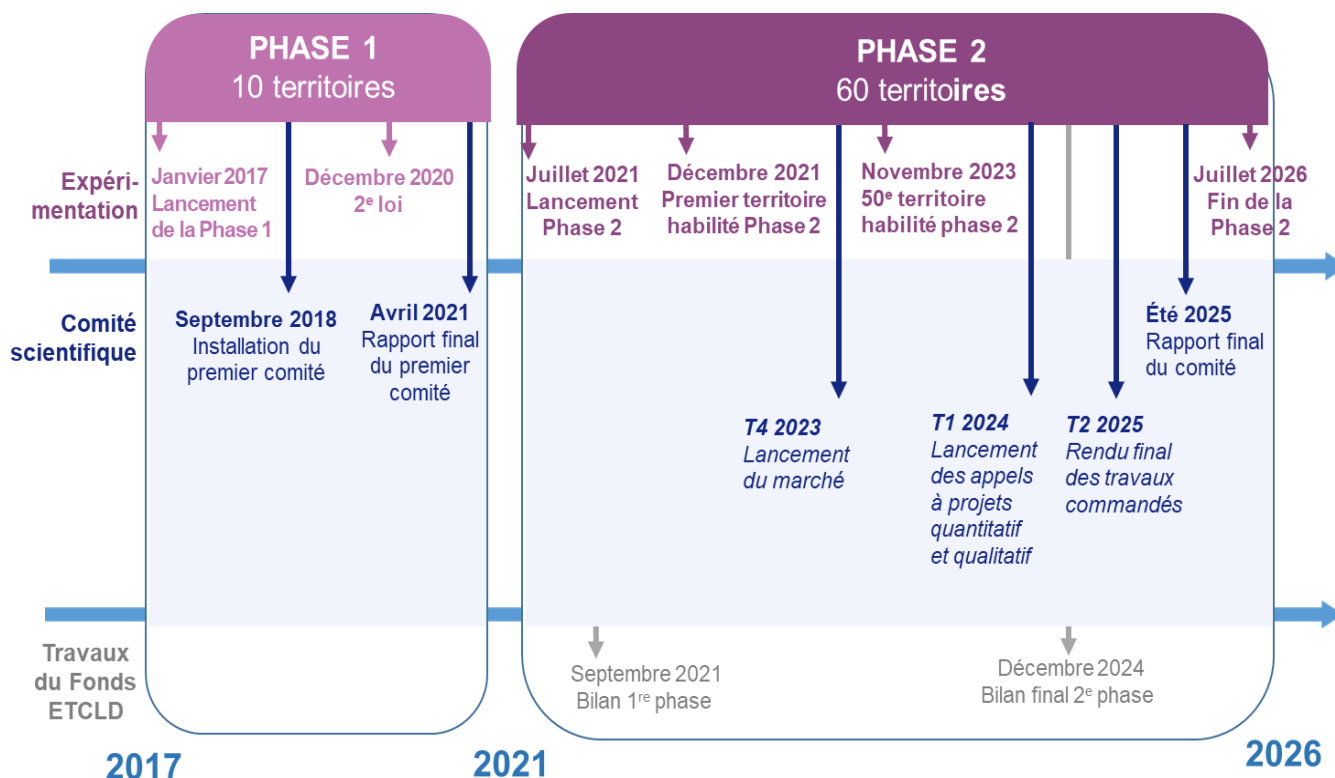 PHASE 1
10 territoires
PHASE 2
60 territoires
Expéri-
mentation
Janvier 2017
Lancement
de la Phase 1
Décembre 2020
2e loi
Juillet 2021
Lancement
Phase 2
Décembre 2021
Premier territoire
habilité Phase 2
Novembre 2023
50e territoire
habilité phase 2
Juillet 2026
Fin de la
Phase 2
Comité
scientifique
Septembre 2018
Installation du
premier comité
Avril 2021
Rapport final
du premier
comité
T4 2023
Lancement
du marché
T1 2024
Lancement
des appels
à projets
quantitatif
et qualitatif
T2 2025
Rendu final
des travaux
commandés
Été 2025
Rapport final
du comité
Travaux
du Fonds
ETCLD
Septembre 2021
Bilan 1re phase
Décembre 2024
Bilan final 2e phase
2017
2021
2026